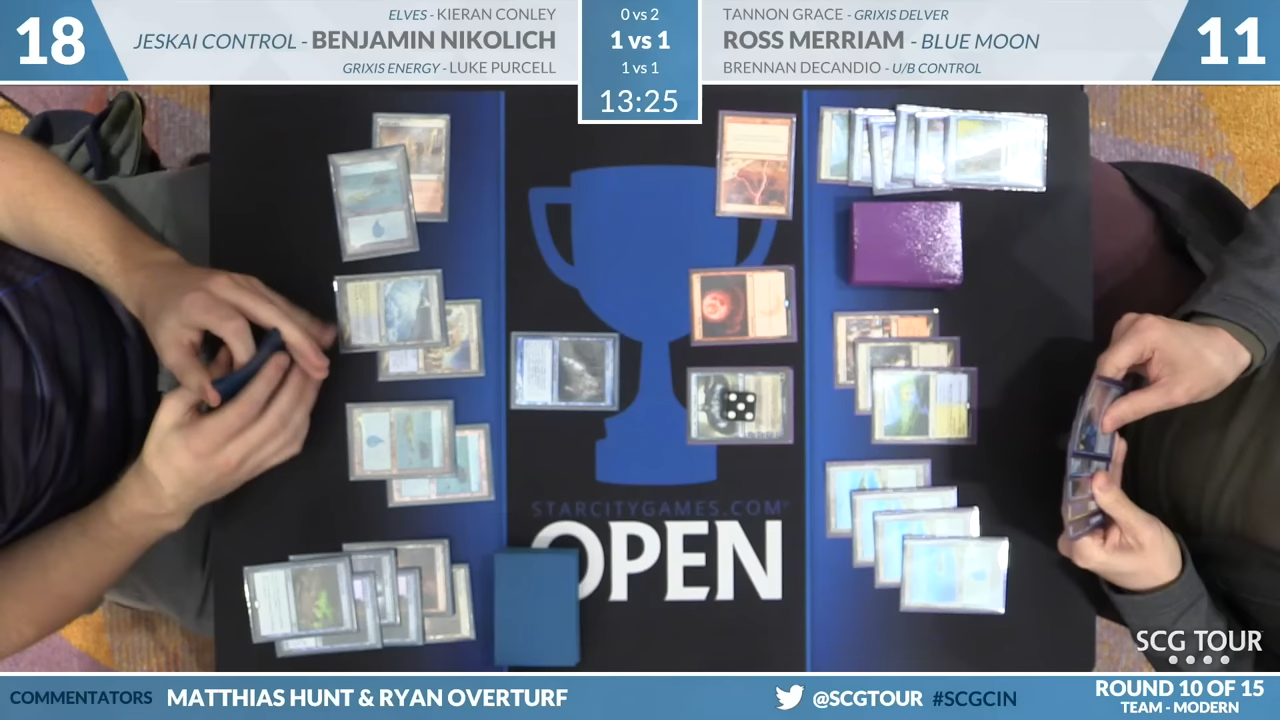 18
ELVES - KIERAN CONLEY
JESKAI CONTROL - BENJAMIN NIKOLICH
GRIXIS ENERGY - LUKE PURCELL
0 vs 2
1 vs 1
1 vs 1
13:25
TANNON GRACE - GRIXIS DELVER
ROSS MERRIAM - BLUE MOON
BRENNAN DECANDIO - U/B CONTROL
11
STARCITYGAMES.COM®
OPEN
SCG TOUR
COMMENTATORS MATTHIAS HUNT & RYAN OVERTURF
@SCGTOUR #SCGCIN
ROUND 10 OF 15
TEAM - MODERN